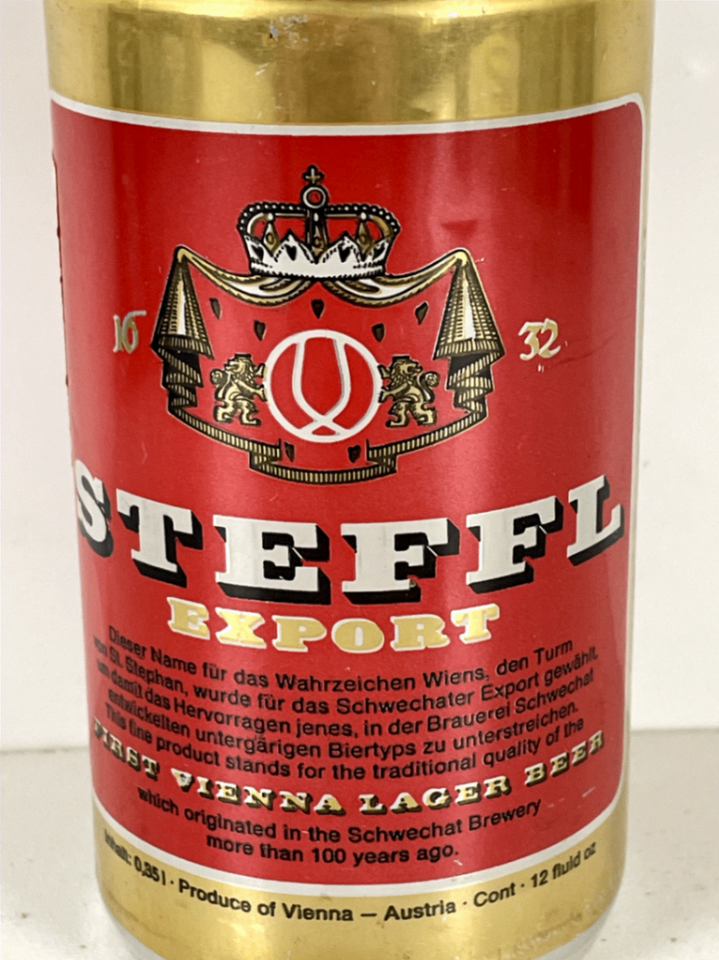 16 32
STEFFL
EXPORT
Dieser Name für das Wahrzeichen Wiens, den Turm
von St. Stephan, wurde für das Schwechater Export gewählt,
um damit das Hervorragen jenes, in der Brauerei Schwechat
entwickelten untergärigen Biertyps zu unterstreichen.
This fine product stands for the traditional quality of the
FIRST VIENNA LAGER BEER
which originated in the Schwechat Brewery
more than 100 years ago.
Inhalt: 0,35 l · Produce of Vienna – Austria · Cont · 12 fluid oz